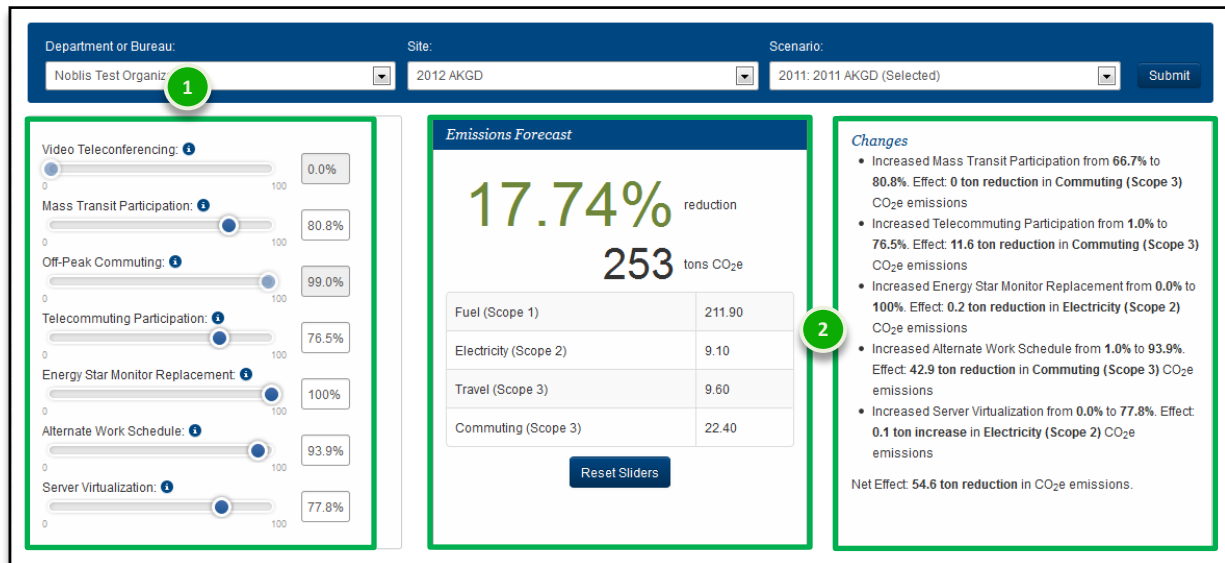 Department or Bureau:
Site:
Scenario:
Noblis Test Organiz
2012 AKGD
2011: 2011 AKGD (Selected)
Submit
1
Video Teleconferencing:
0.0%
0
100
Mass Transit Participation:
80.8%
0
100
Off-Peak Commuting:
99.0%
0
100
Telecommuting Participation:
76.5%
0
100
Energy Star Monitor Replacement:
100%
0
100
Alternate Work Schedule:
93.9%
0
100
Server Virtualization:
77.8%
0
100
Emissions Forecast
17.74% reduction
253 tons CO₂e
Fuel (Scope 1) 211.90
Electricity (Scope 2) 9.10
Travel (Scope 3) 9.60
Commuting (Scope 3) 22.40
Reset Sliders
2
Changes
• Increased Mass Transit Participation from 66.7% to
80.8%. Effect: 0 ton reduction in Commuting (Scope 3)
CO₂e emissions
• Increased Telecommuting Participation from 1.0% to
76.5%. Effect: 11.6 ton reduction in Commuting (Scope 3)
CO₂e emissions
• Increased Energy Star Monitor Replacement from 0.0% to
100%. Effect: 0.2 ton reduction in Electricity (Scope 2)
CO₂e emissions
• Increased Alternate Work Schedule from 1.0% to 93.9%.
Effect: 42.9 ton reduction in Commuting (Scope 3) CO₂e
emissions
• Increased Server Virtualization from 0.0% to 77.8%. Effect:
0.1 ton increase in Electricity (Scope 2) CO₂e
emissions
Net Effect: 54.6 ton reduction in CO₂e emissions.